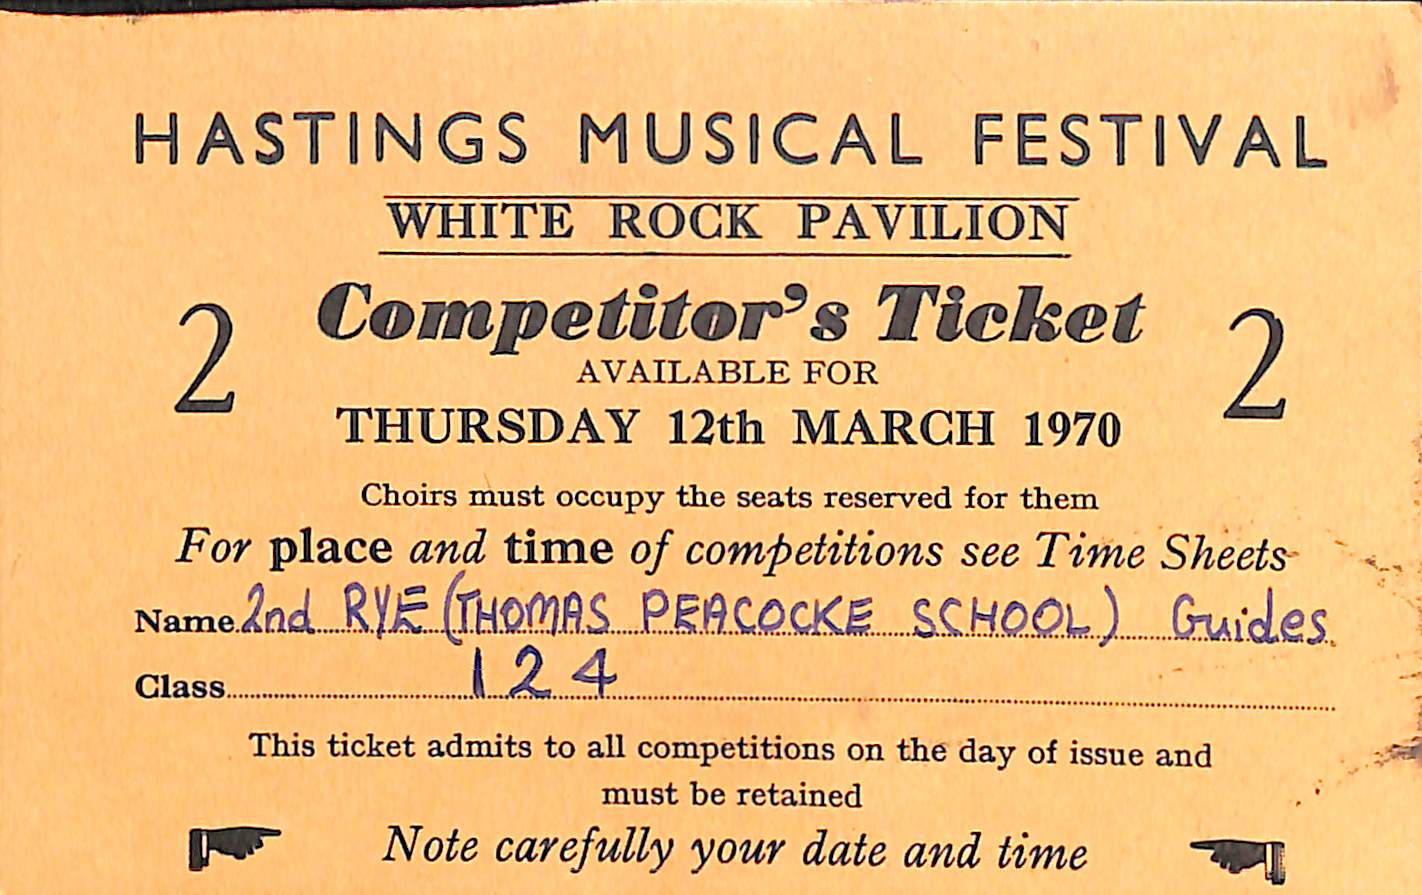 HASTINGS MUSICAL FESTIVAL
WHITE ROCK PAVILION
2 Competitor's Ticket 2
AVAILABLE FOR
THURSDAY 12th MARCH 1970
Choirs must occupy the seats reserved for them
For place and time of competitions see Time Sheets
Name 2nd RYE (THOMAS PEACOCKE SCHOOL) Guides
Class 124
This ticket admits to all competitions on the day of issue and
must be retained
Note carefully your date and time